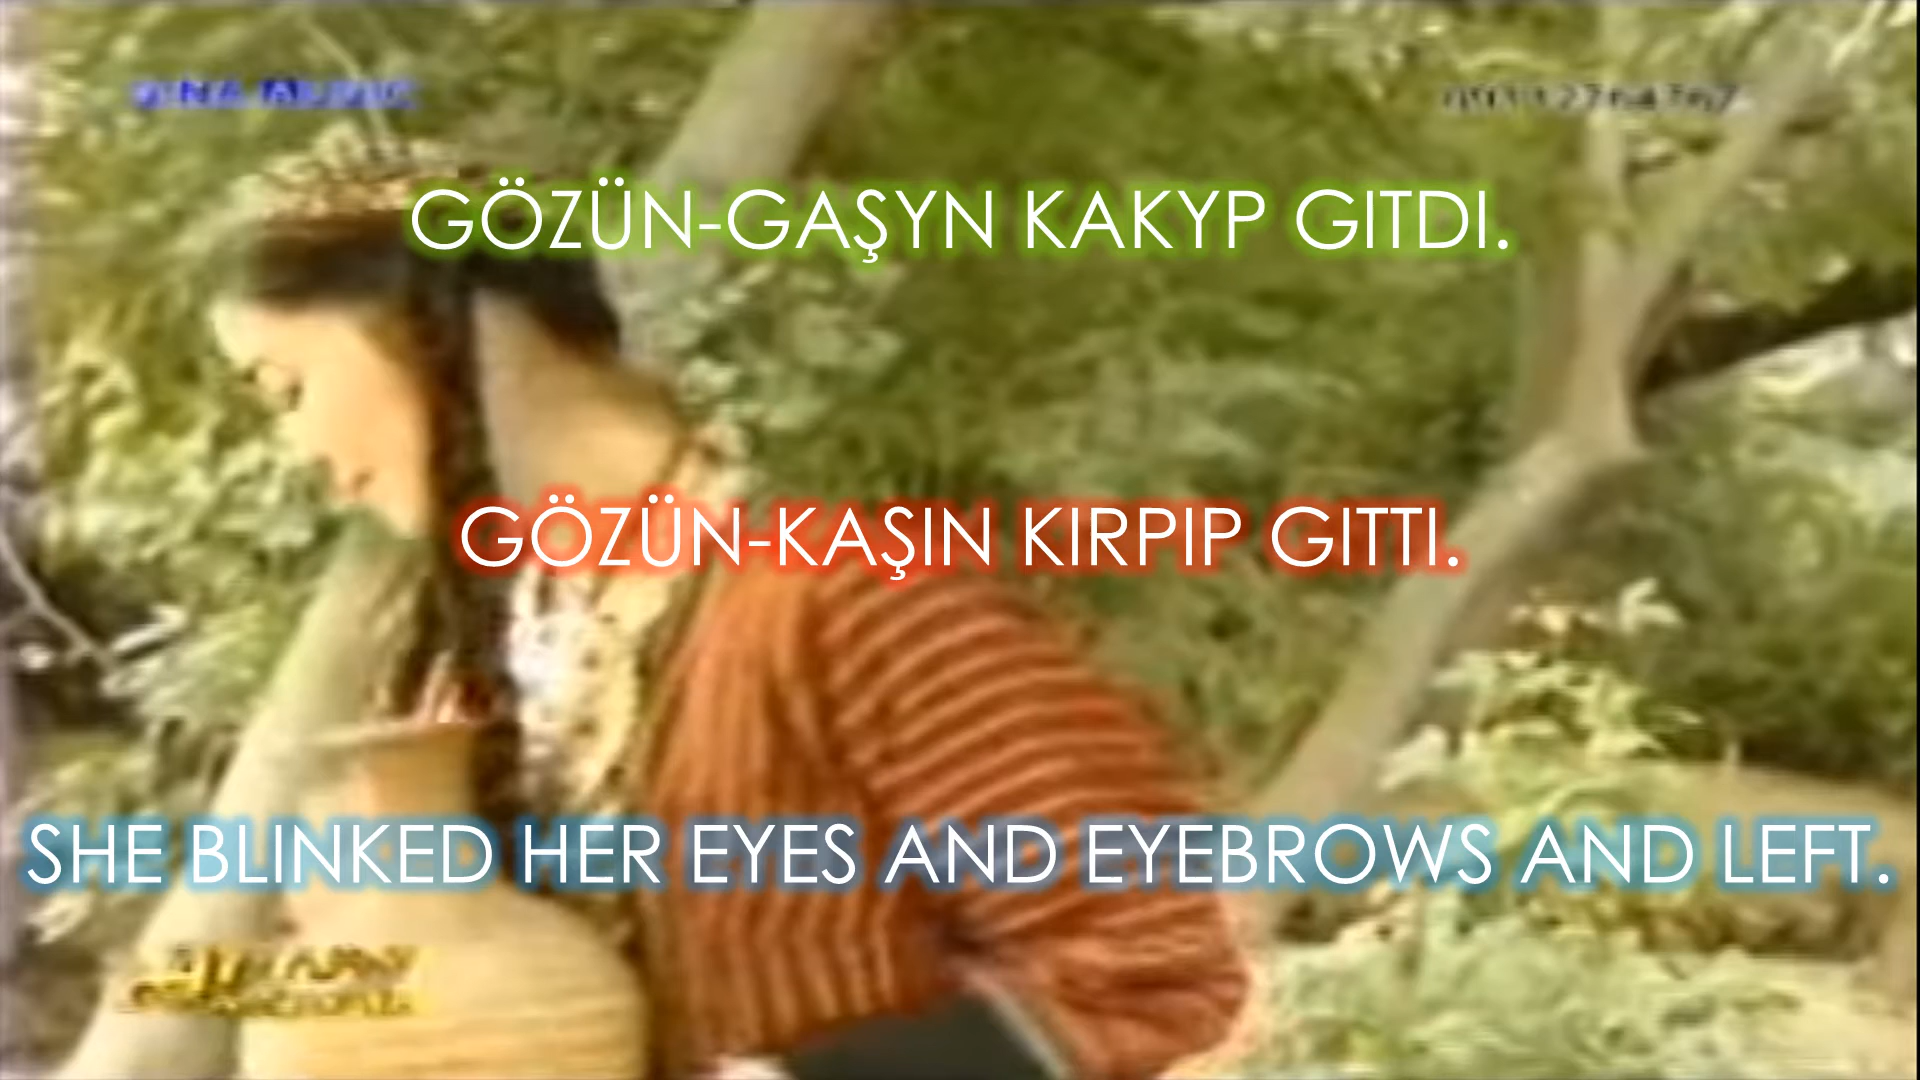 GÖZÜN-GAŞYN KAKYP GITDI.
GÖZÜN-KAŞIN KIRPIP GITTI.
SHE BLINKED HER EYES AND EYEBROWS AND LEFT.